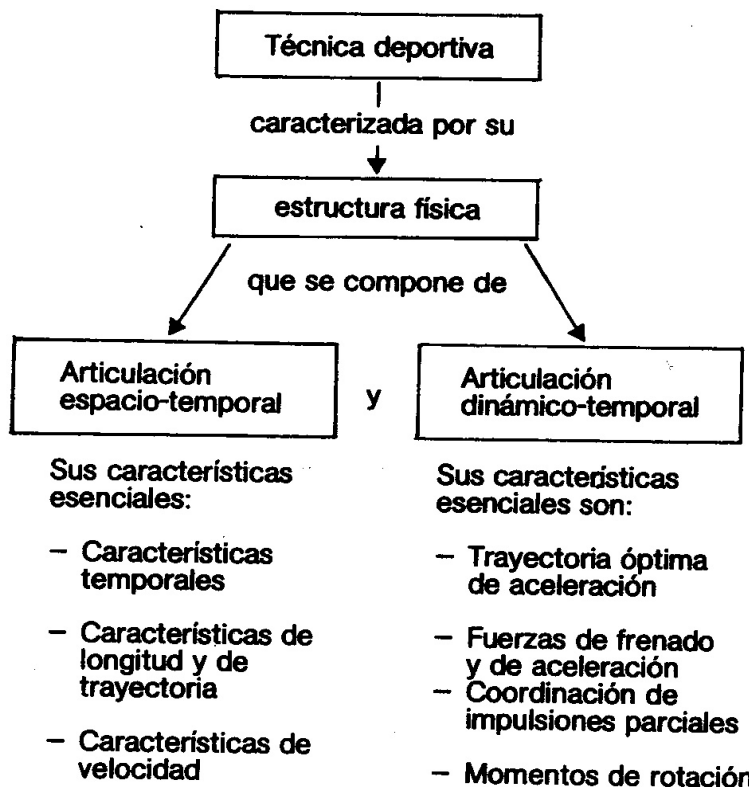 Técnica deportiva
caracterizada por su
estructura física
que se compone de
Articulación
espacio-temporal
y
Articulación
dinámico-temporal
Sus características
esenciales:
– Características
temporales
– Características de
longitud y de
trayectoria
– Características de
velocidad
Sus características
esenciales son:
– Trayectoria óptima
de aceleración
– Fuerzas de frenado
y de aceleración
– Coordinación de
impulsiones parciales
– Momentos de rotación